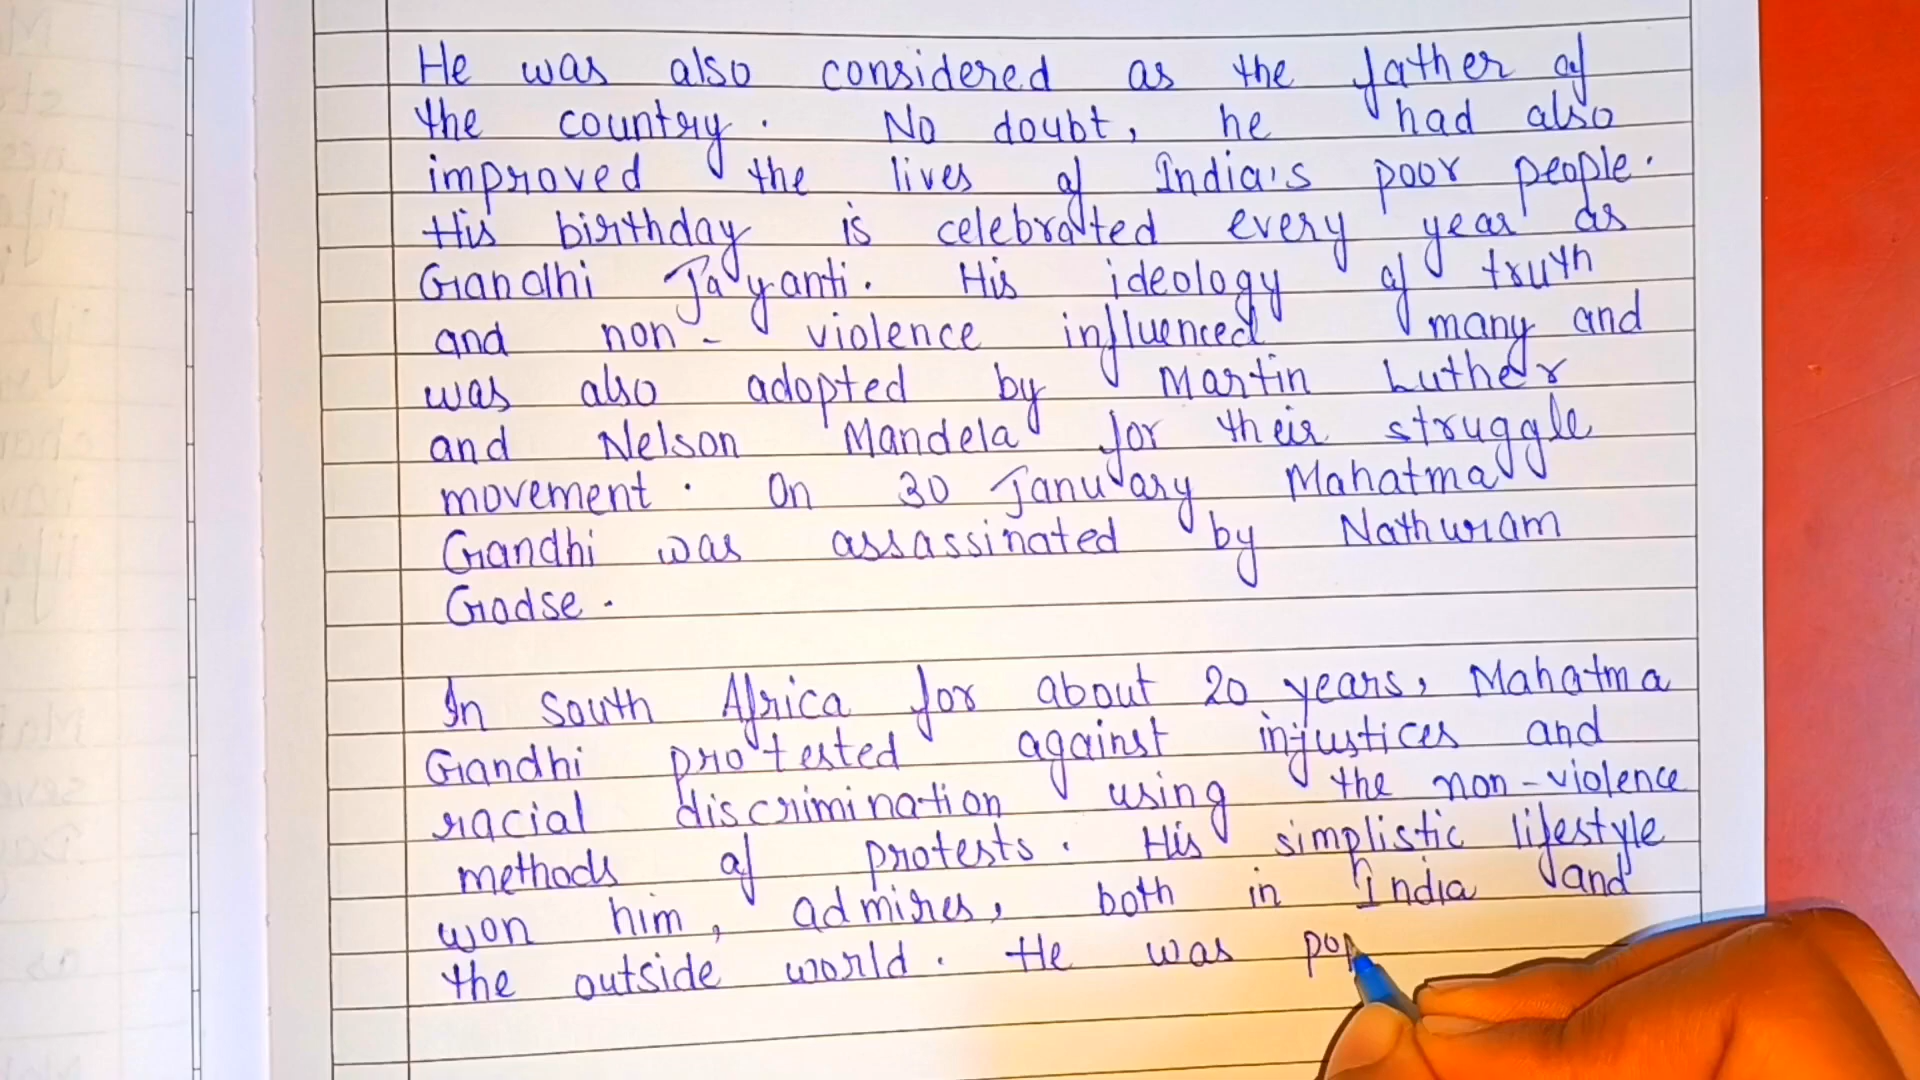 He was also considered as the father of
the country. No doubt, he had also
improved the lives of India's poor people.
His birthday is celebrated every year as
Gandhi Jayanti. His ideology of truth
and non- violence influenced many and
was also adopted by Martin Luther
and Nelson Mandela for their struggle
movement. On 30 January Mahatma
Gandhi was assassinated by Nathuram
Godse.
In South Africa for about 20 years, Mahatma
Gandhi protested against injustices and
racial discrimination using the non-violence
methods of protests. His simplistic lifestyle
won him, admires, both in India and
the outside world. He was pop